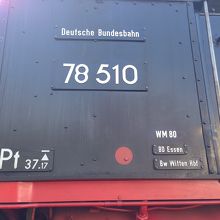 Deutsche Bundesbahn
78 510
WM 80
BD Essen
Bw Witten Hbf
Pt 37.17